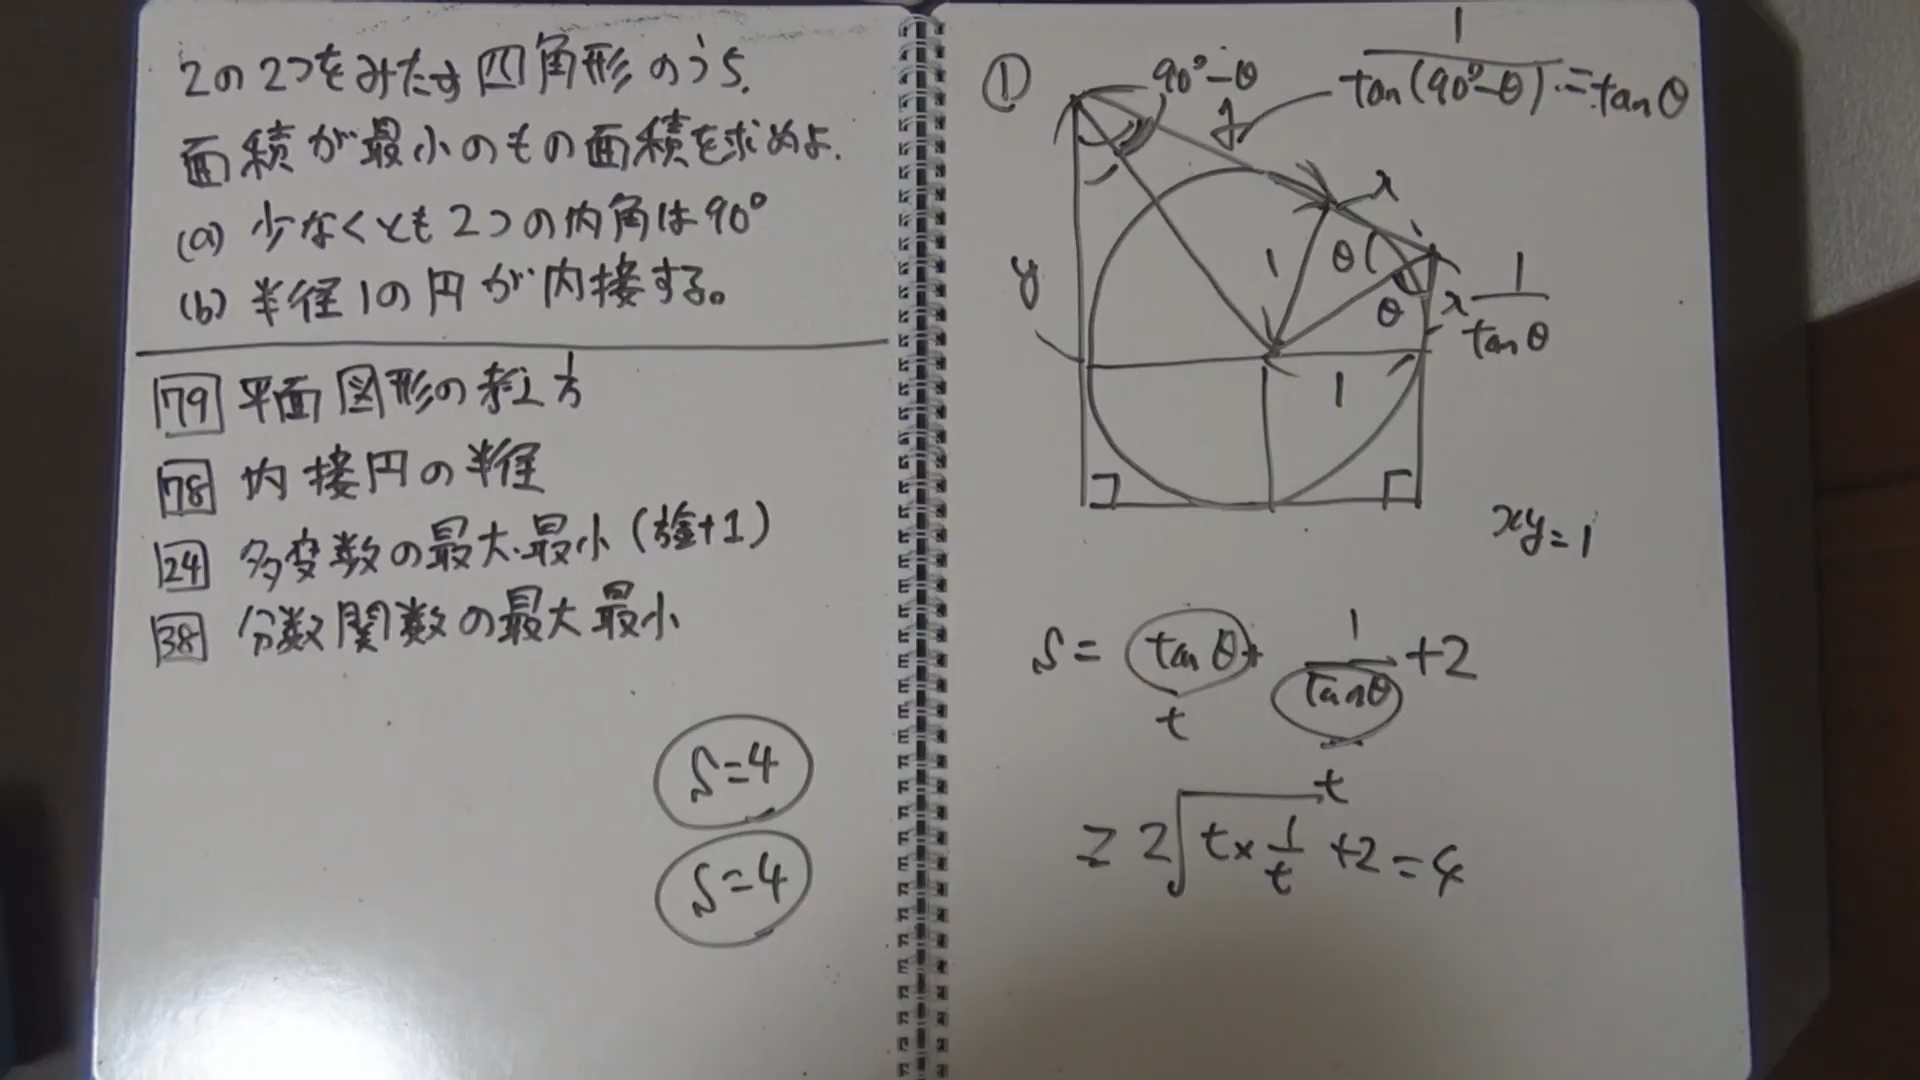 2の2つをみたす四角形のうち.
面積が最小のもの面積を求めよ.
(a) 少なくとも2つの内角は90°
(b) 半径1の円が内接する。
79 平面図形の
78 内接円の半径
24 多変数の最大.最小
38 分数関数の最大最小
S=4
S=4
①
90°-θ
y
1/tan(90°-θ) = tanθ
x
y
1
θ
θ
x 1/tanθ
1
xy=1
S = tanθ + 1/tanθ +2
t
t
≧ 2√t×1/t +2 = 4